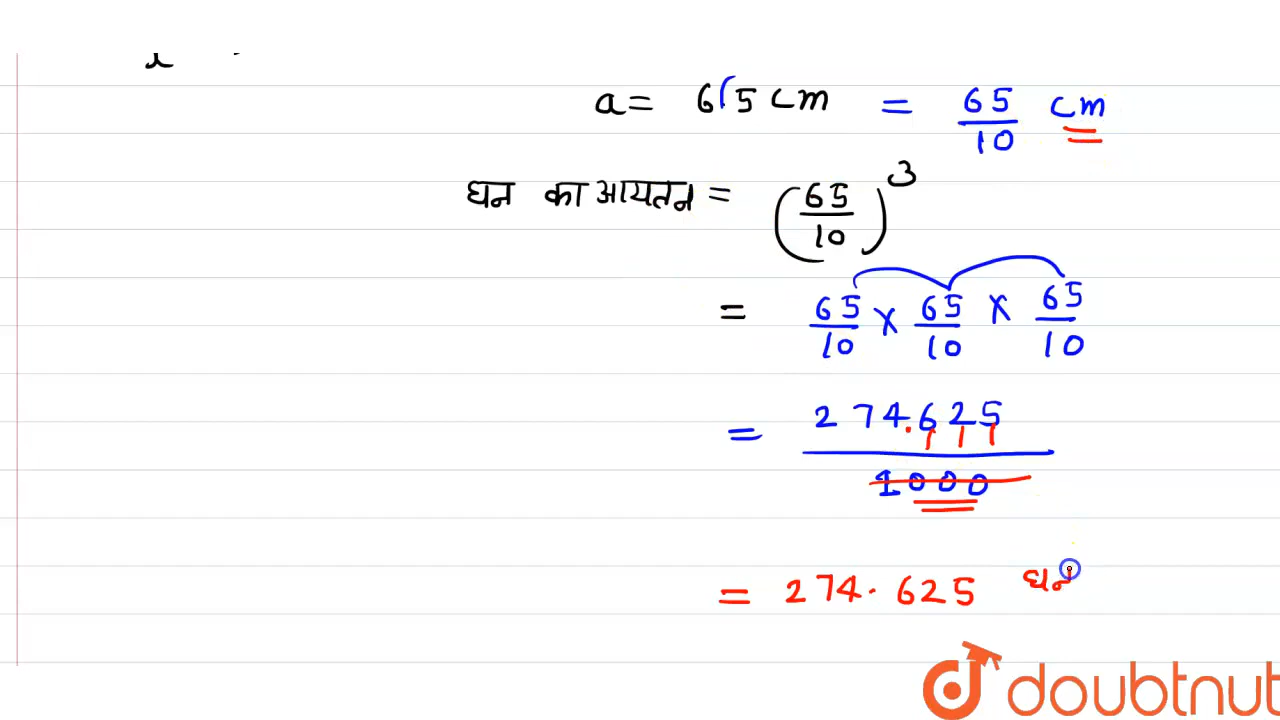 a = 6.5 cm = 65/10 cm
घन का आयतन = (65/10)³
= 65/10 × 65/10 × 65/10
= 274.625/1000
= 274.625 घन
doubtnut